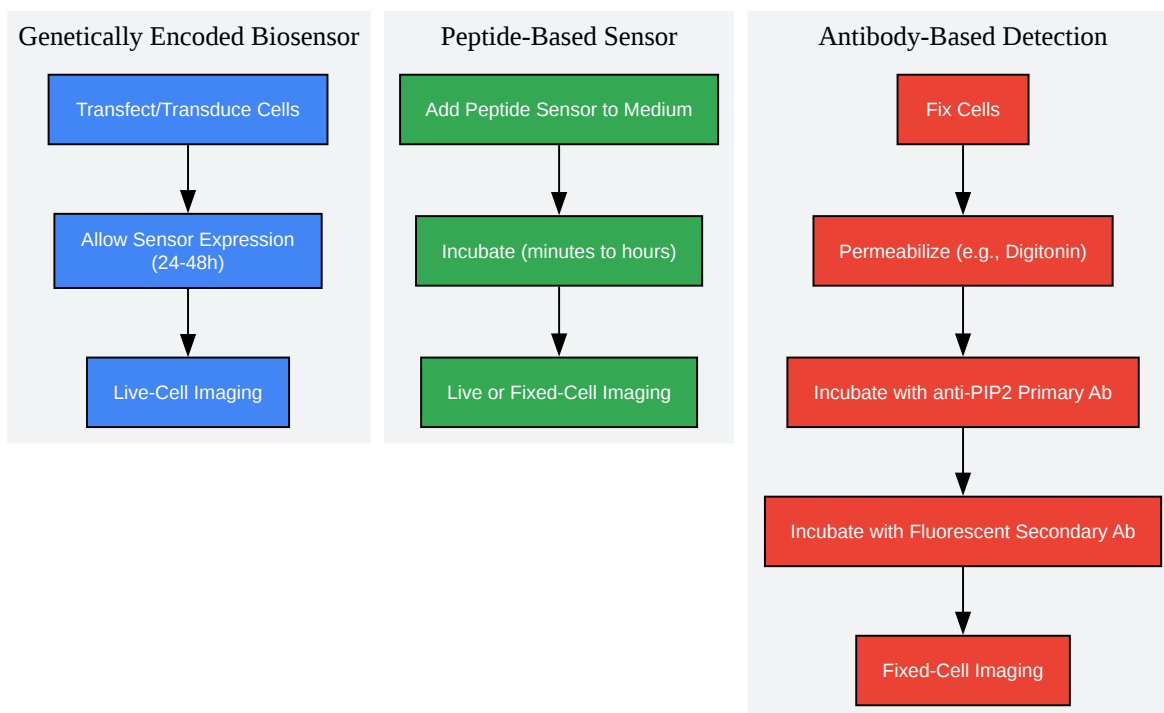 Genetically Encoded Biosensor
Transfect/Transduce Cells
Allow Sensor Expression
(24-48h)
Live-Cell Imaging
Peptide-Based Sensor
Add Peptide Sensor to Medium
Incubate (minutes to hours)
Live or Fixed-Cell Imaging
Antibody-Based Detection
Fix Cells
Permeabilize (e.g., Digitonin)
Incubate with anti-PIP2 Primary Ab
Incubate with Fluorescent Secondary Ab
Fixed-Cell Imaging